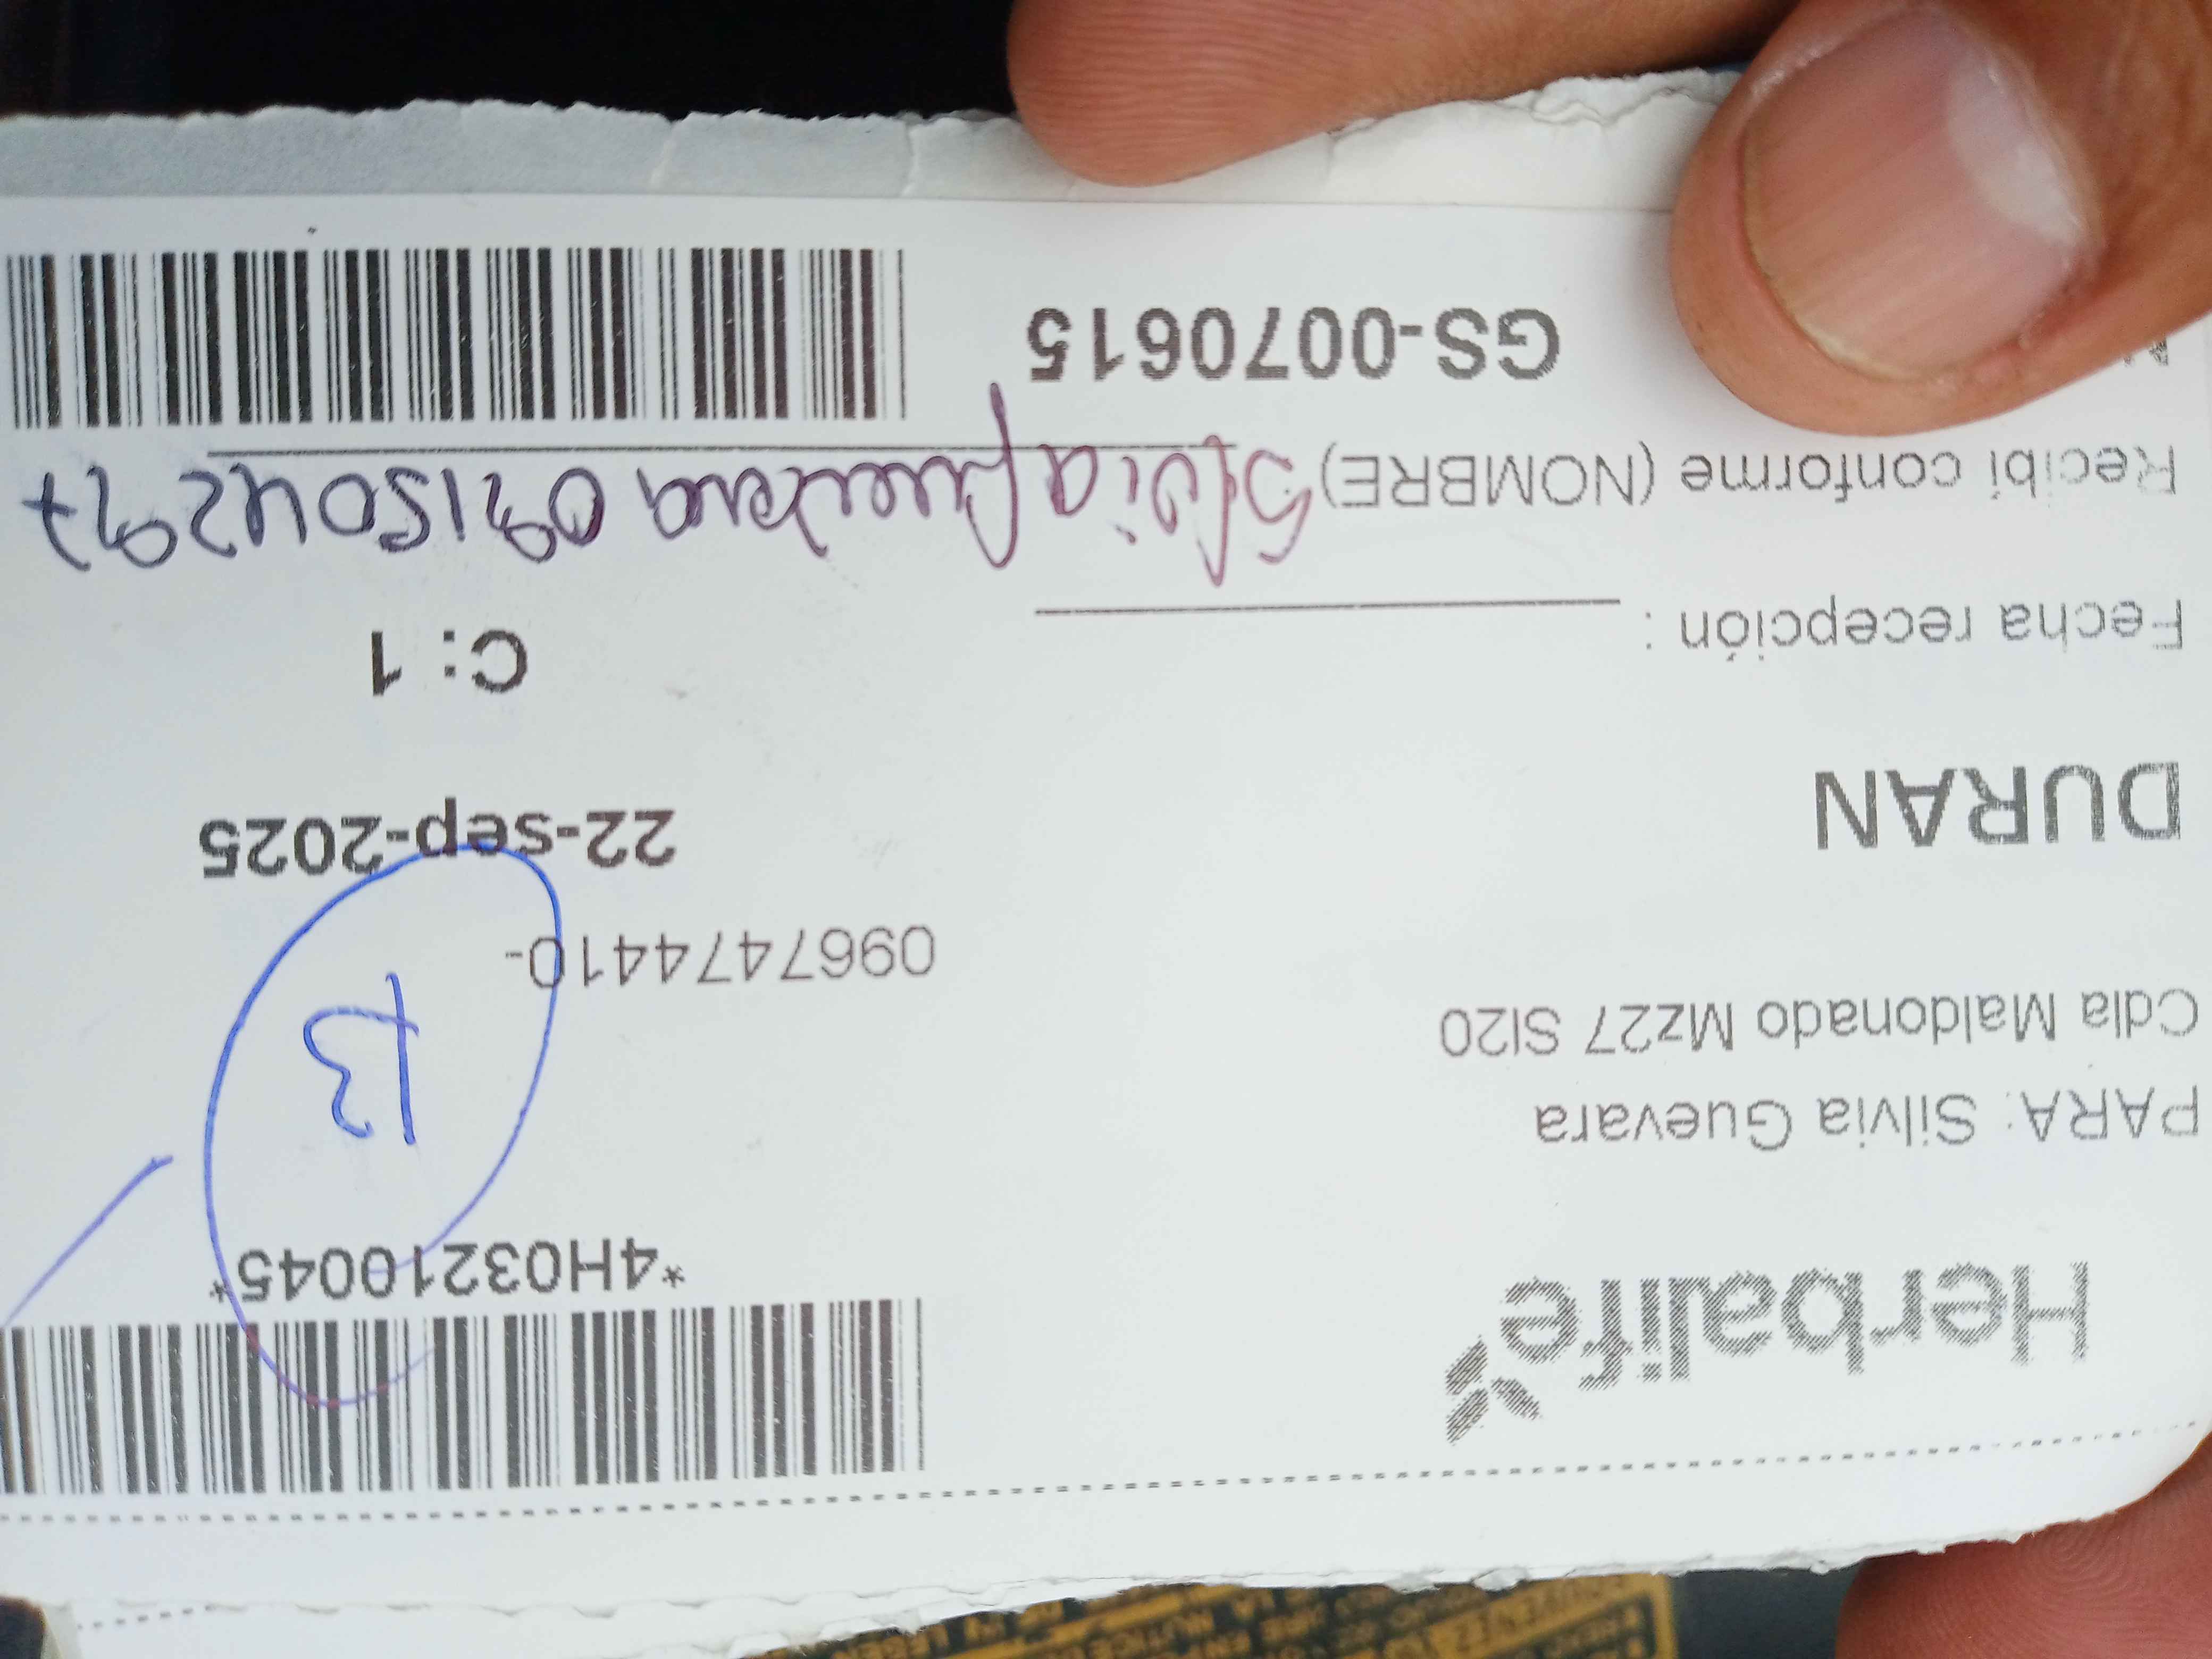 *4H03210045*
Herbalife
PARA: Silvia Guevara
Cdla Maldonado Mz27 Sl20
13
0967474410-
22-sep-2025
DURAN
C: 1
Fecha recepción :
Recibí conforme (NOMBRE) Silvia Guevara
GS-0070615